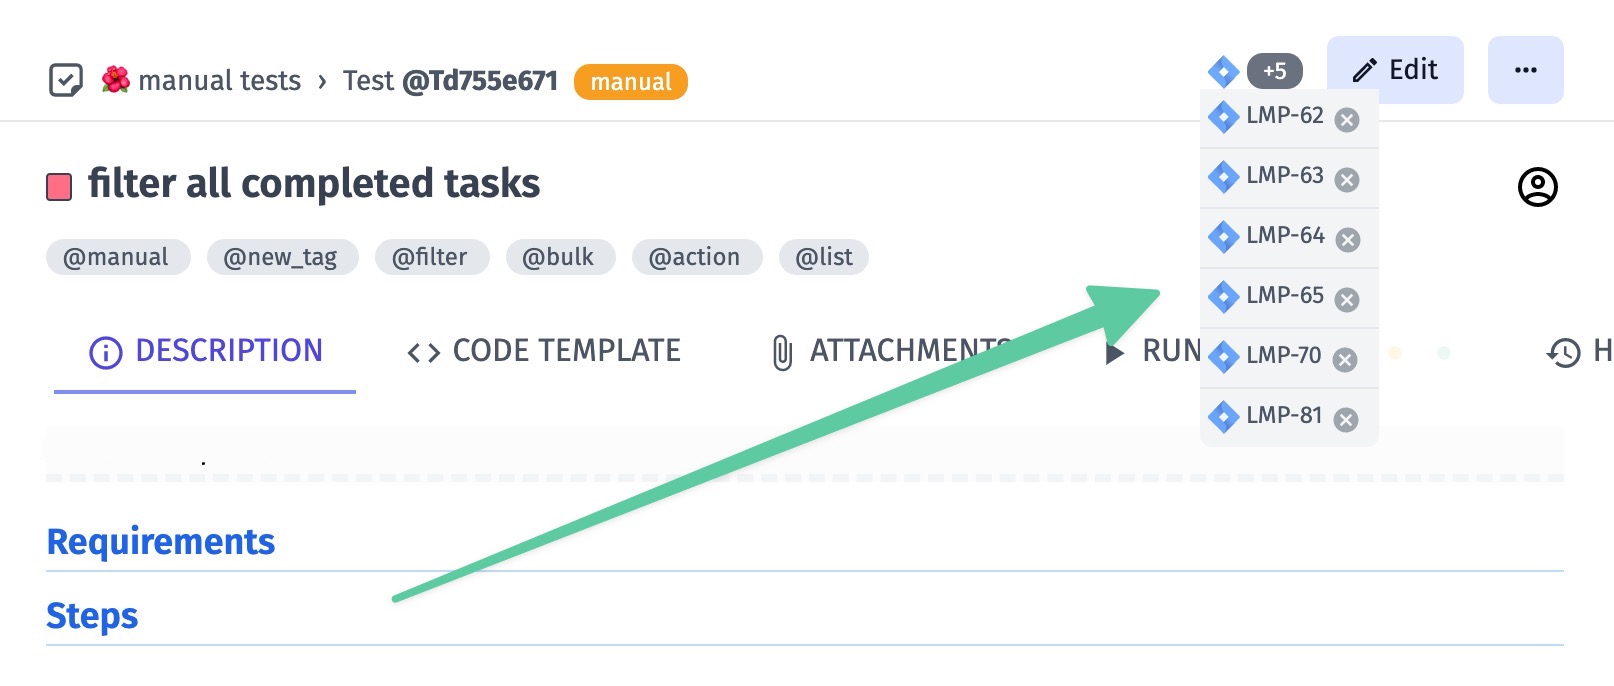 manual tests › Test @Td755e671 manual +5 Edit ...
LMP-62
filter all completed tasks
LMP-63
LMP-64
@manual @new_tag @filter @bulk @action @list
LMP-65
DESCRIPTION <> CODE TEMPLATE ATTACHMENTS RUN H
LMP-70
LMP-81
.
Requirements
Steps